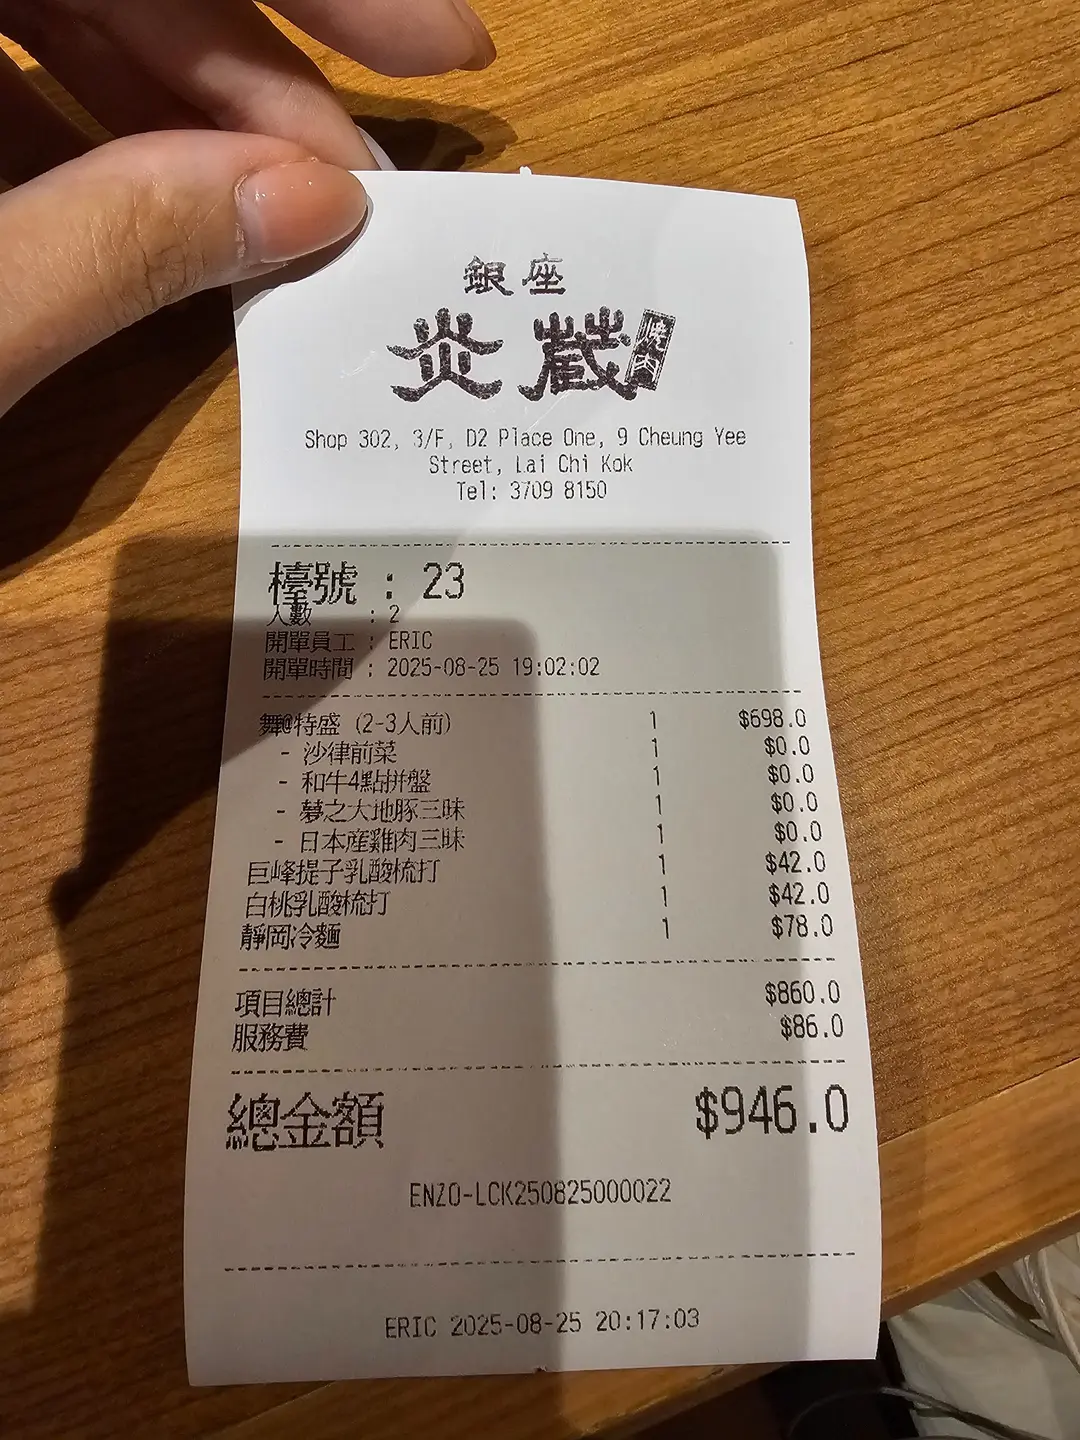 銀座
炎蔵 焼肉
Shop 302, 3/F, D2 Place One, 9 Cheung Yee
Street, Lai Chi Kok
Tel: 3709 8150
檯號 : 23
人數 : 2
開單員工 : ERIC
開單時間 : 2025-08-25 19:02:02
舞@特盛 (2-3人前) 1 $698.0
- 沙律前菜 1 $0.0
- 和牛4點拼盤 1 $0.0
- 夢之大地豚三昧 1 $0.0
- 日本産雞肉三昧 1 $0.0
巨峰提子乳酸梳打 1 $42.0
白桃乳酸梳打 1 $42.0
靜岡冷麵 1 $78.0
項目總計 $860.0
服務費 $86.0
總金額 $946.0
ENZO-LCK250825000022
ERIC 2025-08-25 20:17:03